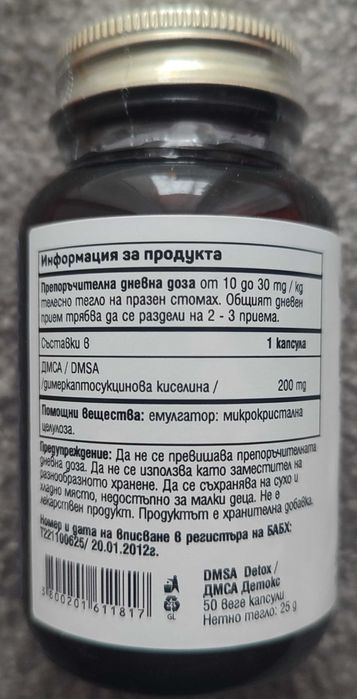 Информация за продукта
Препоръчителна дневна доза от 10 до 30 mg / kg
телесно тегло на празен стомах. Общият дневен
прием трябва да се раздели на 2 - 3 приема.
Съставки в 1 капсула
ДМСА / DMSA
/димеркаптосукцинова киселина / 200 mg
Помощни вещества: емулгатор: микрокристална
целулоза.
Предупреждение: Да не се превишава препоръчителната
дневна доза. Да не се използва като заместител на
разнообразното хранене. Да се съхранява на сухо и
хладно място, недостъпно за малки деца. Не е
лекарствен продукт. Продуктът е хранителна добавка.
Номер и дата на вписване в регистъра на БАБХ:
Т221100625/ 20.01.2012г.
3800201611817
GL
DMSA Detox /
ДМСА Детокс
50 веге капсули
Нетно тегло: 25 g